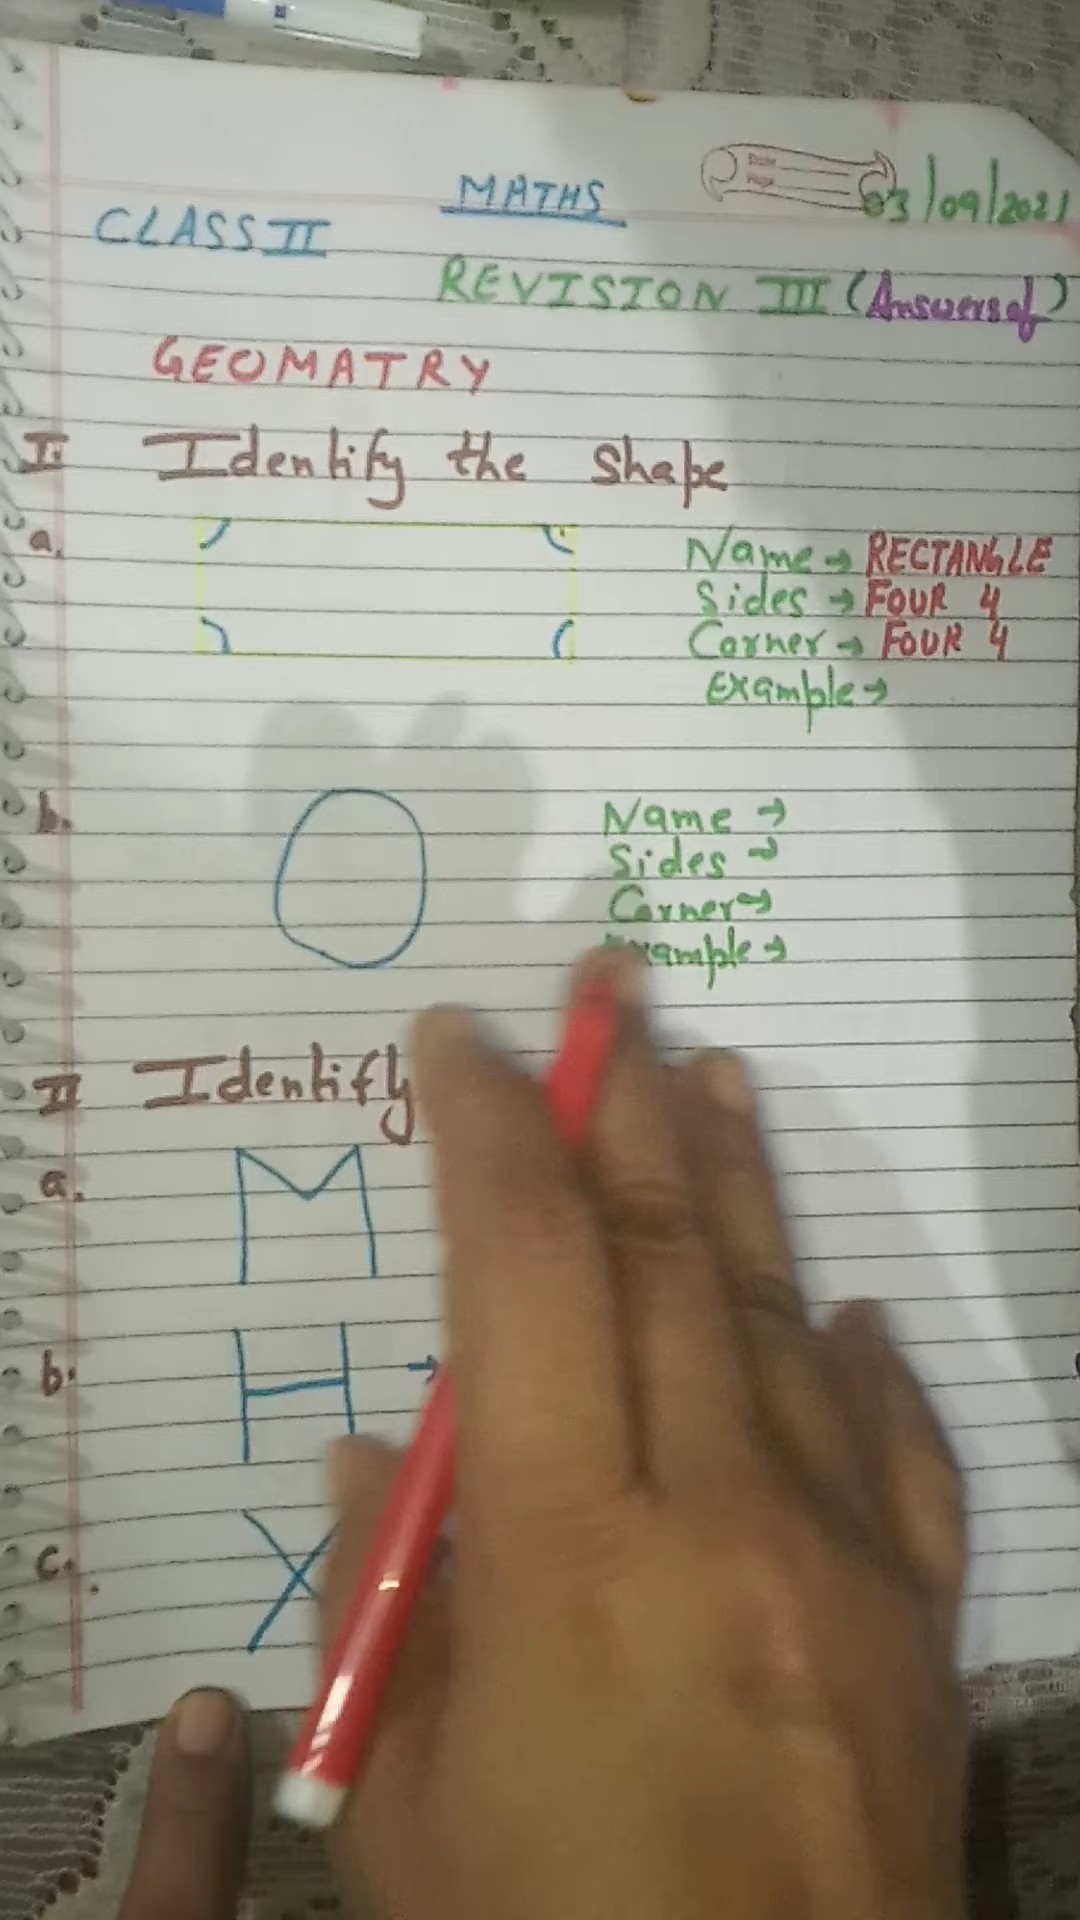 MATHS
03/09/2021
CLASS II
REVISION III (Answers of)
GEOMATRY
I. Identify the Shape
a.
Name → RECTANGLE
Sides → FOUR 4
Corner → FOUR 4
Example →
b.
Name →
Sides →
Corner →
Example →
II Identify
a.
M
b.
H →
c.
X